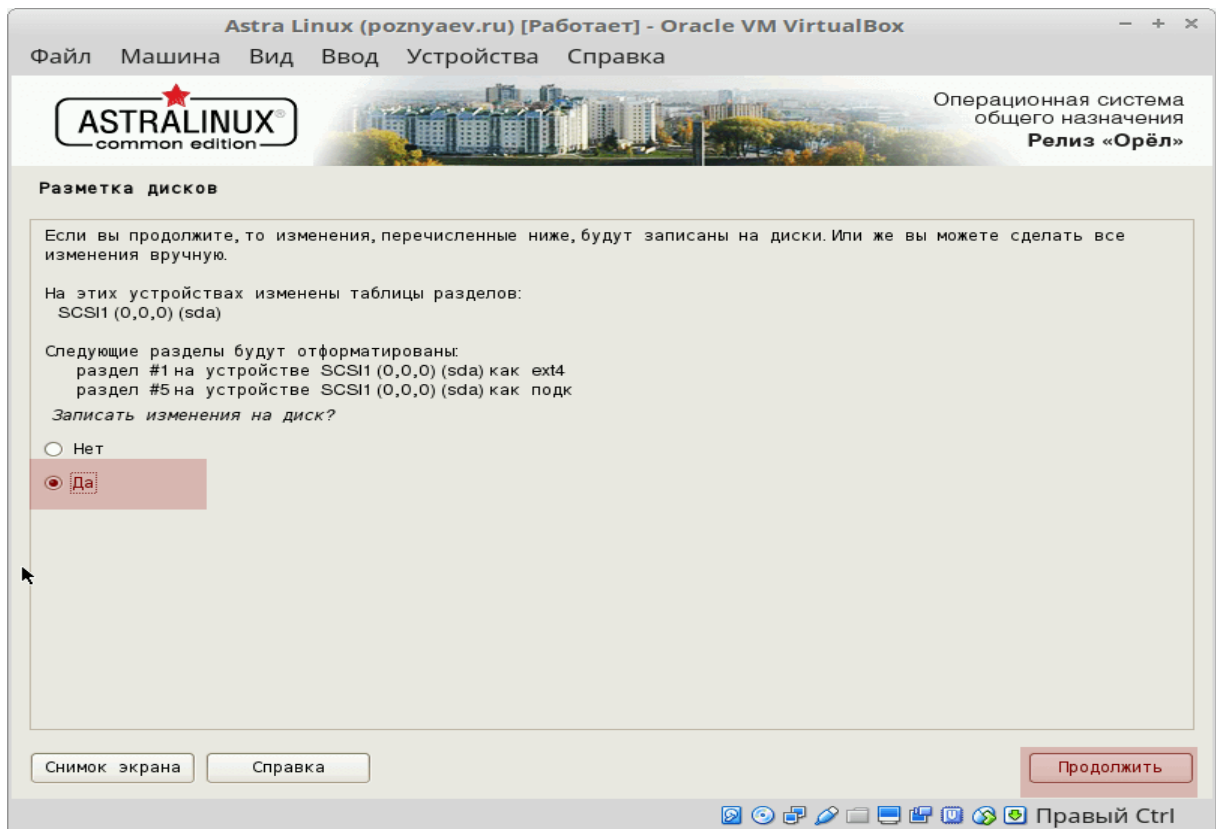 Astra Linux (poznyaev.ru) [Работает] - Oracle VM VirtualBox
Файл Машина Вид Ввод Устройства Справка
ASTRALINUX®
common edition
Операционная система
общего назначения
Релиз «Орёл»
Разметка дисков
Если вы продолжите, то изменения, перечисленные ниже, будут записаны на диски. Или же вы можете сделать все
изменения вручную.
На этих устройствах изменены таблицы разделов:
SCSI1 (0,0,0) (sda)
Следующие разделы будут отформатированы:
раздел #1 на устройстве SCSI1 (0,0,0) (sda) как ext4
раздел #5 на устройстве SCSI1 (0,0,0) (sda) как подк
Записать изменения на диск?
Нет
Да
Снимок экрана Справка Продолжить
Правый Ctrl